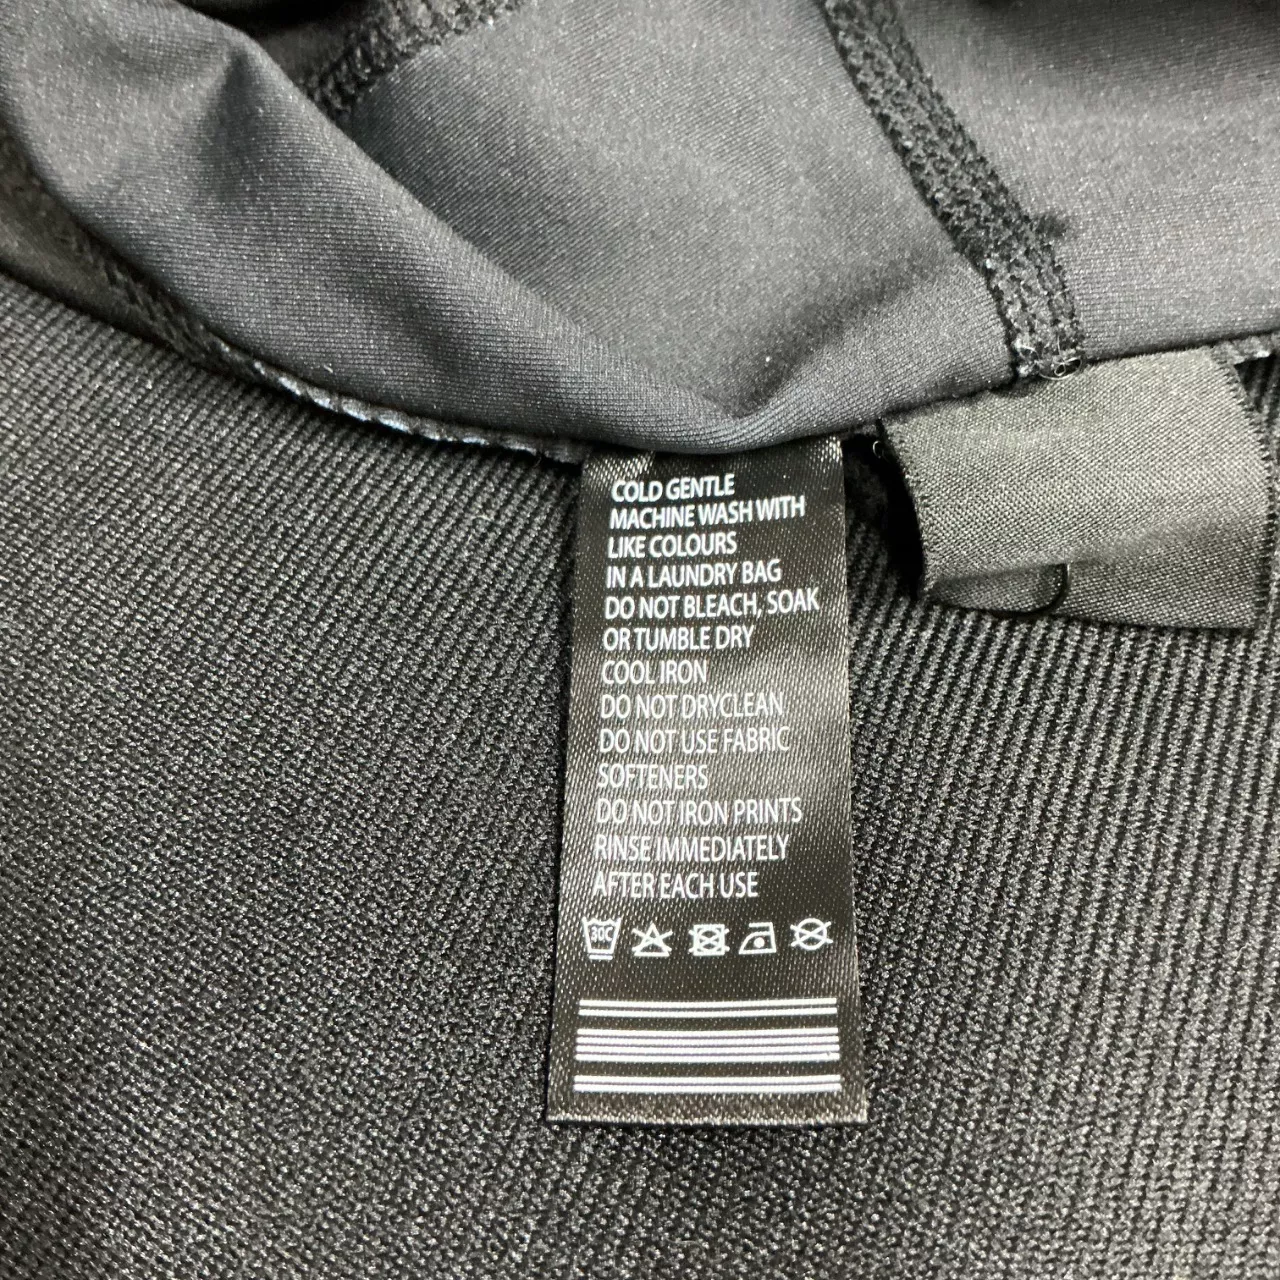 COLD GENTLE
MACHINE WASH WITH
LIKE COLOURS
IN A LAUNDRY BAG
DO NOT BLEACH, SOAK
OR TUMBLE DRY
COOL IRON
DO NOT DRYCLEAN
DO NOT USE FABRIC
SOFTENERS
DO NOT IRON PRINTS
RINSE IMMEDIATELY
AFTER EACH USE
30C